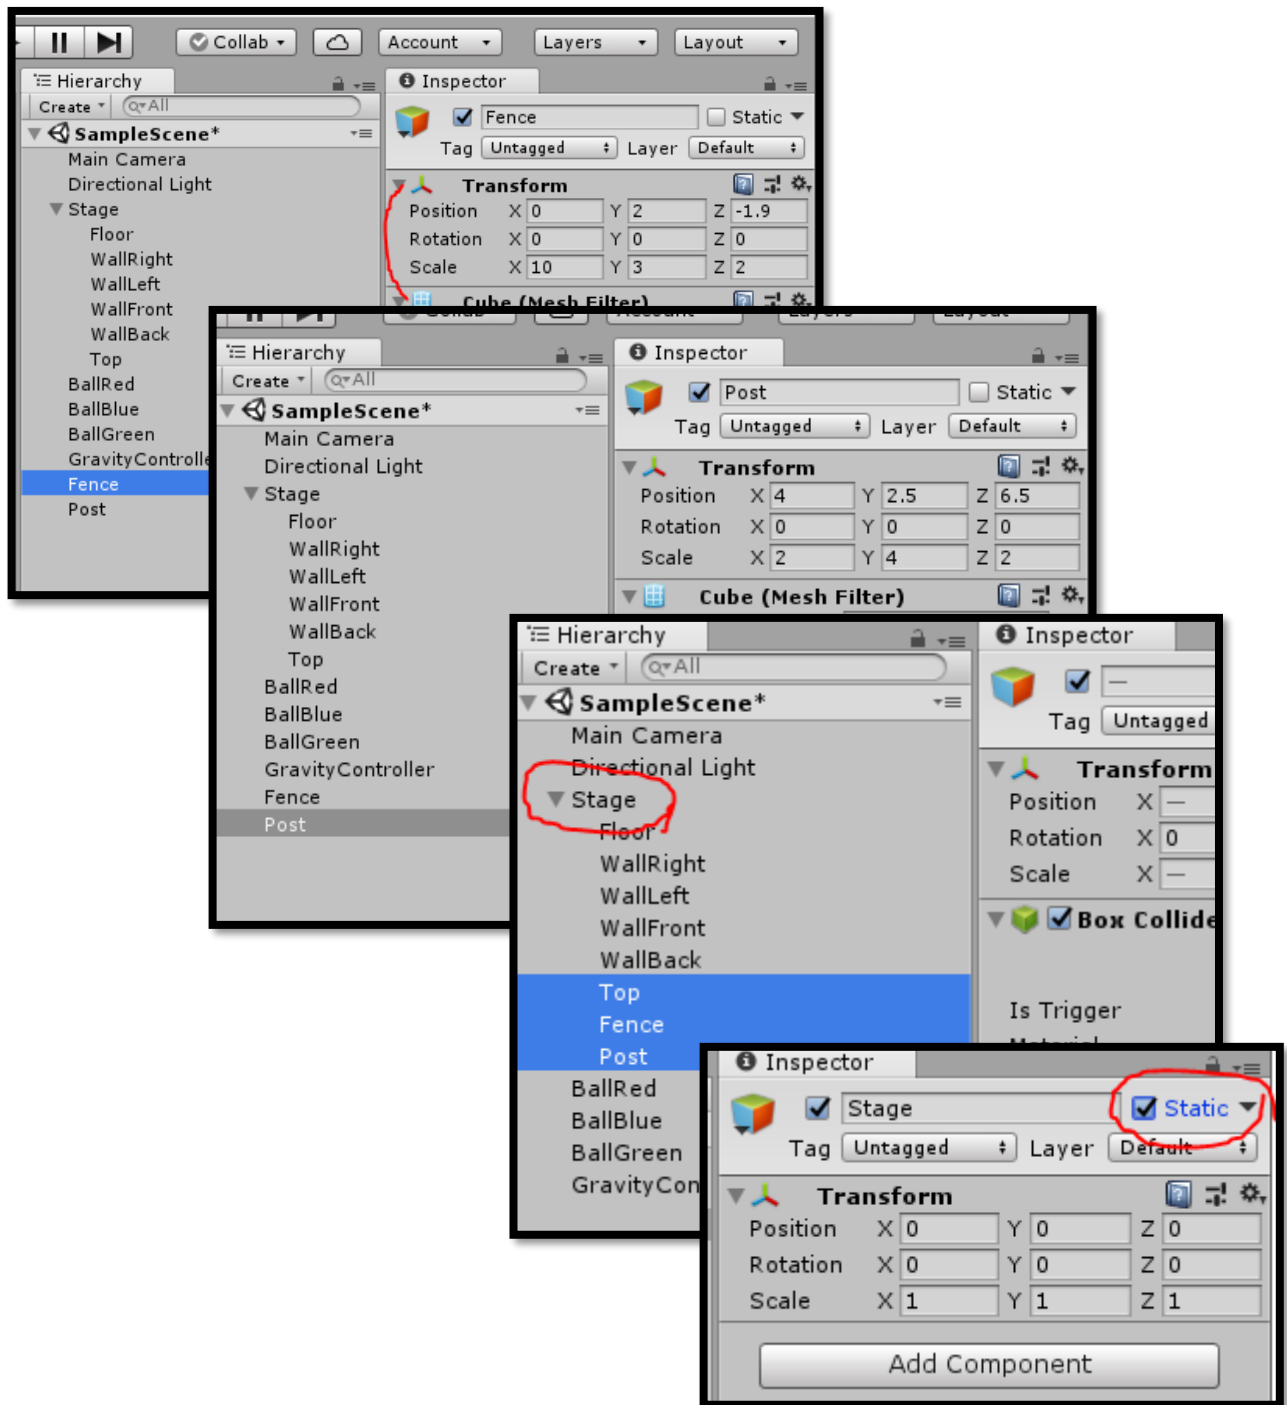 Collab
Account
Layers
Layout
Hierarchy
Create
All
SampleScene*
Main Camera
Directional Light
Stage
Floor
WallRight
WallLeft
WallFront
WallBack
Top
BallRed
BallBlue
BallGreen
GravityControlle
Fence
Post
Inspector
Fence
Static
Tag Untagged Layer Default
Transform
Position X 0 Y 2 Z -1.9
Rotation X 0 Y 0 Z 0
Scale X 10 Y 3 Z 2
Cube (Mesh Filter)
Hierarchy
Create
All
SampleScene*
Main Camera
Directional Light
Stage
Floor
WallRight
WallLeft
WallFront
WallBack
Top
BallRed
BallBlue
BallGreen
GravityController
Fence
Post
Inspector
Post
Static
Tag Untagged Layer Default
Transform
Position X 4 Y 2.5 Z 6.5
Rotation X 0 Y 0 Z 0
Scale X 2 Y 4 Z 2
Cube (Mesh Filter)
Hierarchy
Create
All
SampleScene*
Main Camera
Directional Light
Stage
Floor
WallRight
WallLeft
WallFront
WallBack
Top
Fence
Post
BallRed
BallBlue
BallGreen
GravityCon
Inspector
—
Tag Untagged
Transform
Position X —
Rotation X 0
Scale X —
Box Collide
Is Trigger
Inspector
Stage
Static
Tag Untagged Layer Default
Transform
Position X 0 Y 0 Z 0
Rotation X 0 Y 0 Z 0
Scale X 1 Y 1 Z 1
Add Component